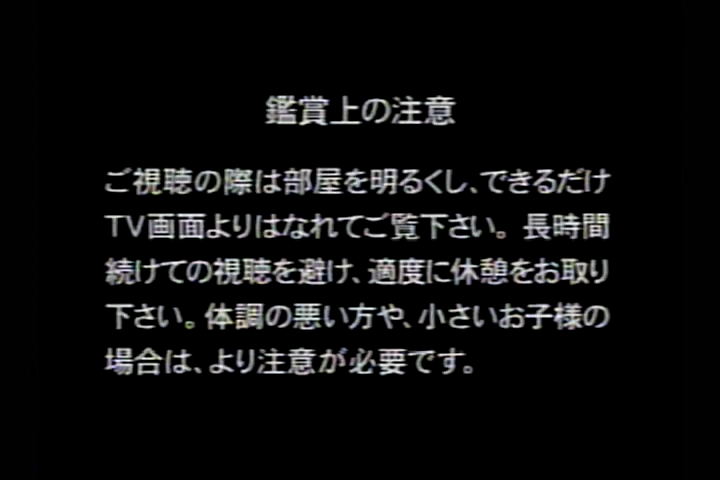 鑑賞上の注意
ご視聴の際は部屋を明るくし、できるだけ
TV画面よりはなれてご覧下さい。長時間
続けての視聴を避け、適度に休憩をお取り
下さい。体調の悪い方や、小さいお子様の
場合は、より注意が必要です。